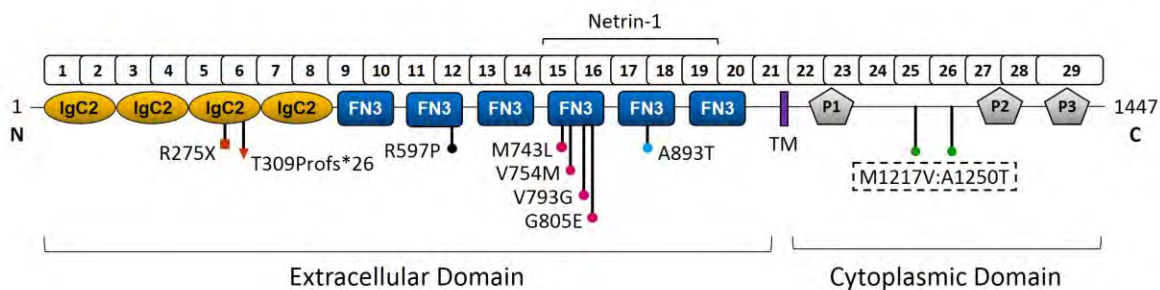 Netrin-1
1 2 3 4 5 6 7 8 9 10 11 12 13 14 15 16 17 18 19 20 21 22 23 24 25 26 27 28 29
1 IgC2 IgC2 IgC2 IgC2 FN3 FN3 FN3 FN3 FN3 FN3 P1 P2 P3 1447
N TM C
R275X T309Profs*26 R597P M743L A893T
V754M
V793G
G805E
M1217V:A1250T
Extracellular Domain Cytoplasmic Domain